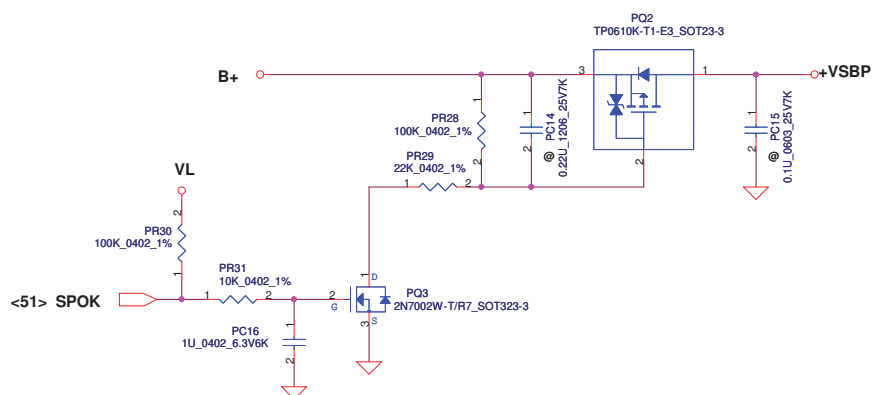 PQ2
TP0610K-T1-E3_SOT23-3
B+
3
1
+VSBP
1
PR28
100K_0402_1%
2
1
PC14
2
@
0.22U_1206_25V7K
2
1
PC15
2
@
0.1U_0603_25V7K
PR29
22K_0402_1%
1
2
VL
2
PR30
100K_0402_1%
1
PR31
10K_0402_1%
<51> SPOK
1
2
2
G
1
D
PQ3
2N7002W-T/R7_SOT323-3
3
S
PC16
1U_0402_6.3V6K
1
2